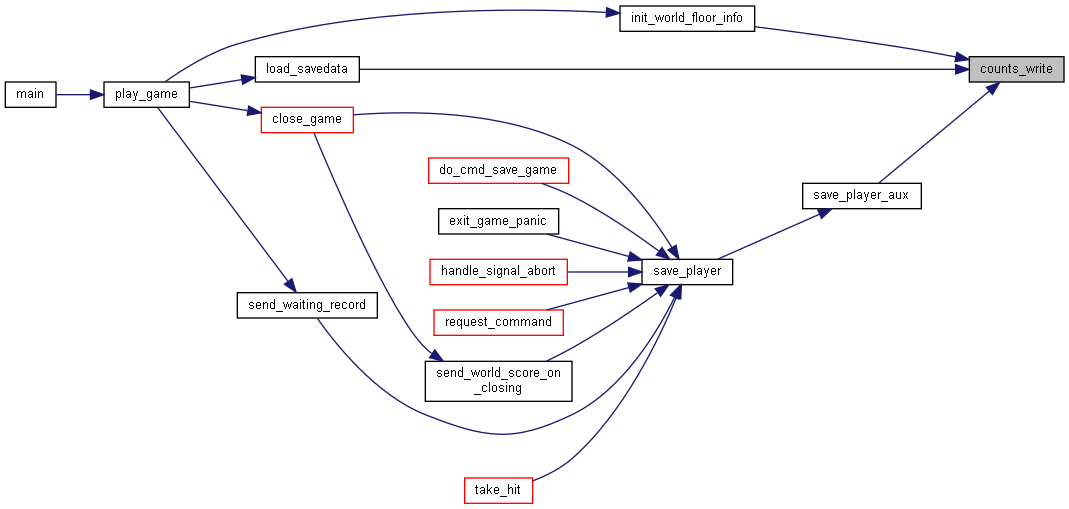 init_world_floor_info
load_savedata
counts_write
main
play_game
close_game
do_cmd_save_game
save_player_aux
exit_game_panic
handle_signal_abort
save_player
send_waiting_record
request_command
send_world_score_on
_closing
take_hit